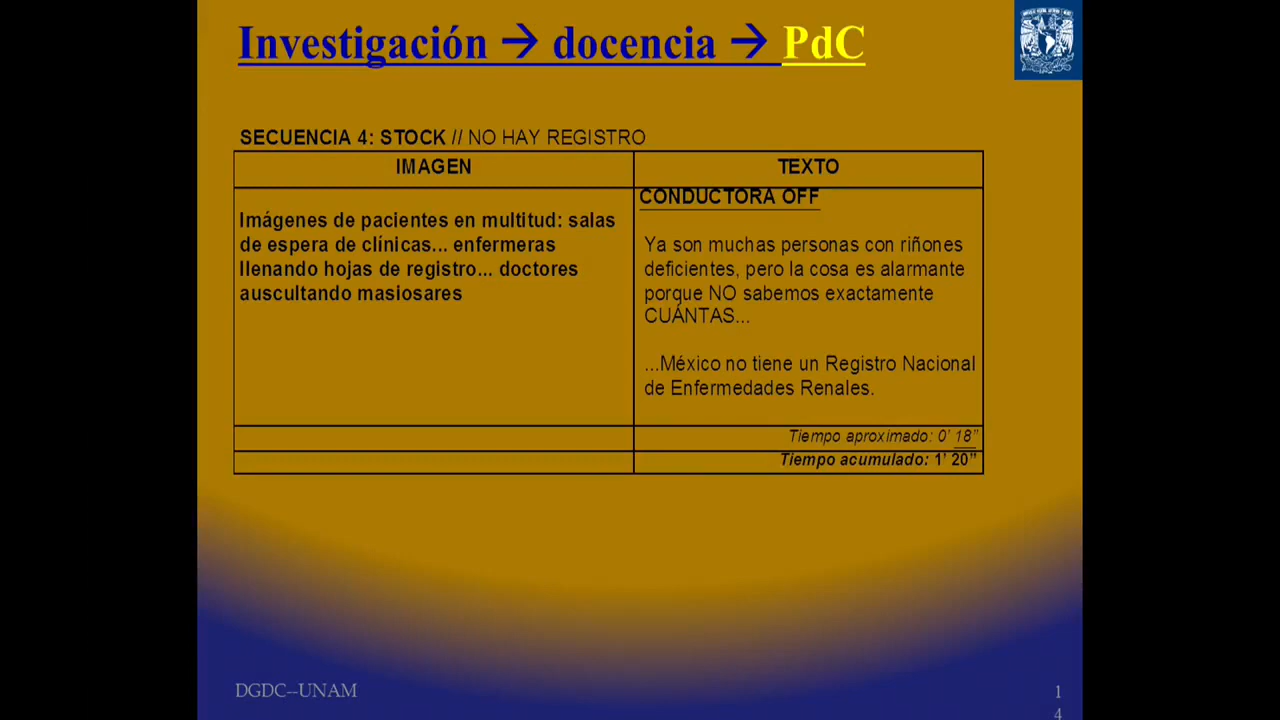 Investigación → docencia → PdC
SECUENCIA 4: STOCK // NO HAY REGISTRO
IMAGEN
TEXTO
Imágenes de pacientes en multitud: salas
de espera de clínicas... enfermeras
llenando hojas de registro... doctores
auscultando masiosares
CONDUCTORA OFF
Ya son muchas personas con riñones
deficientes, pero la cosa es alarmante
porque NO sabemos exactamente
CUÁNTAS...
...México no tiene un Registro Nacional
de Enfermedades Renales.
Tiempo aproximado: 0’ 18”
Tiempo acumulado: 1’ 20”
DGDC--UNAM
1
4